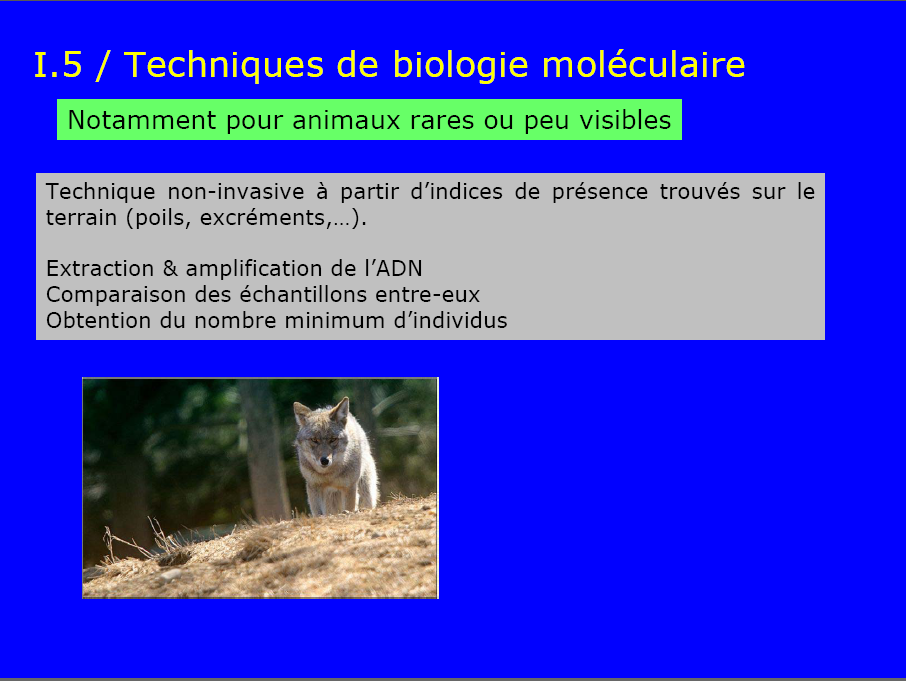 I.5 / Techniques de biologie moléculaire
Notamment pour animaux rares ou peu visibles
Technique non-invasive à partir d’indices de présence trouvés sur le
terrain (poils, excréments,…).
Extraction & amplification de l’ADN
Comparaison des échantillons entre-eux
Obtention du nombre minimum d’individus